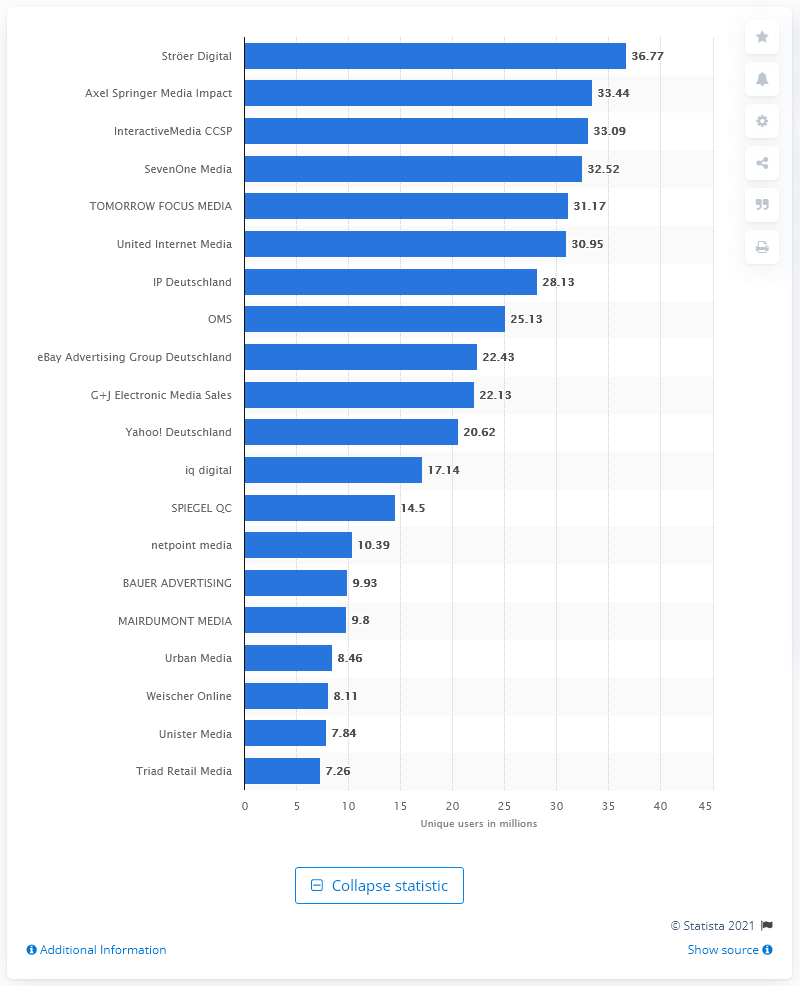 Ströer Digital 36.77
Axel Springer Media Impact 33.44
InteractiveMedia CCSP 33.09
SevenOne Media 32.52
TOMORROW FOCUS MEDIA 31.17
United Internet Media 30.95
IP Deutschland 28.13
OMS 25.13
eBay Advertising Group Deutschland 22.43
G+J Electronic Media Sales 22.13
Yahoo! Deutschland 20.62
iq digital 17.14
SPIEGEL QC 14.5
netpoint media 10.39
BAUER ADVERTISING 9.93
MAIRDUMONT MEDIA 9.8
Urban Media 8.46
Weischer Online 8.11
Unister Media 7.84
Triad Retail Media 7.26
0 5 10 15 20 25 30 35 40 45
Unique users in millions
Collapse statistic
© Statista 2021
Additional Information Show source